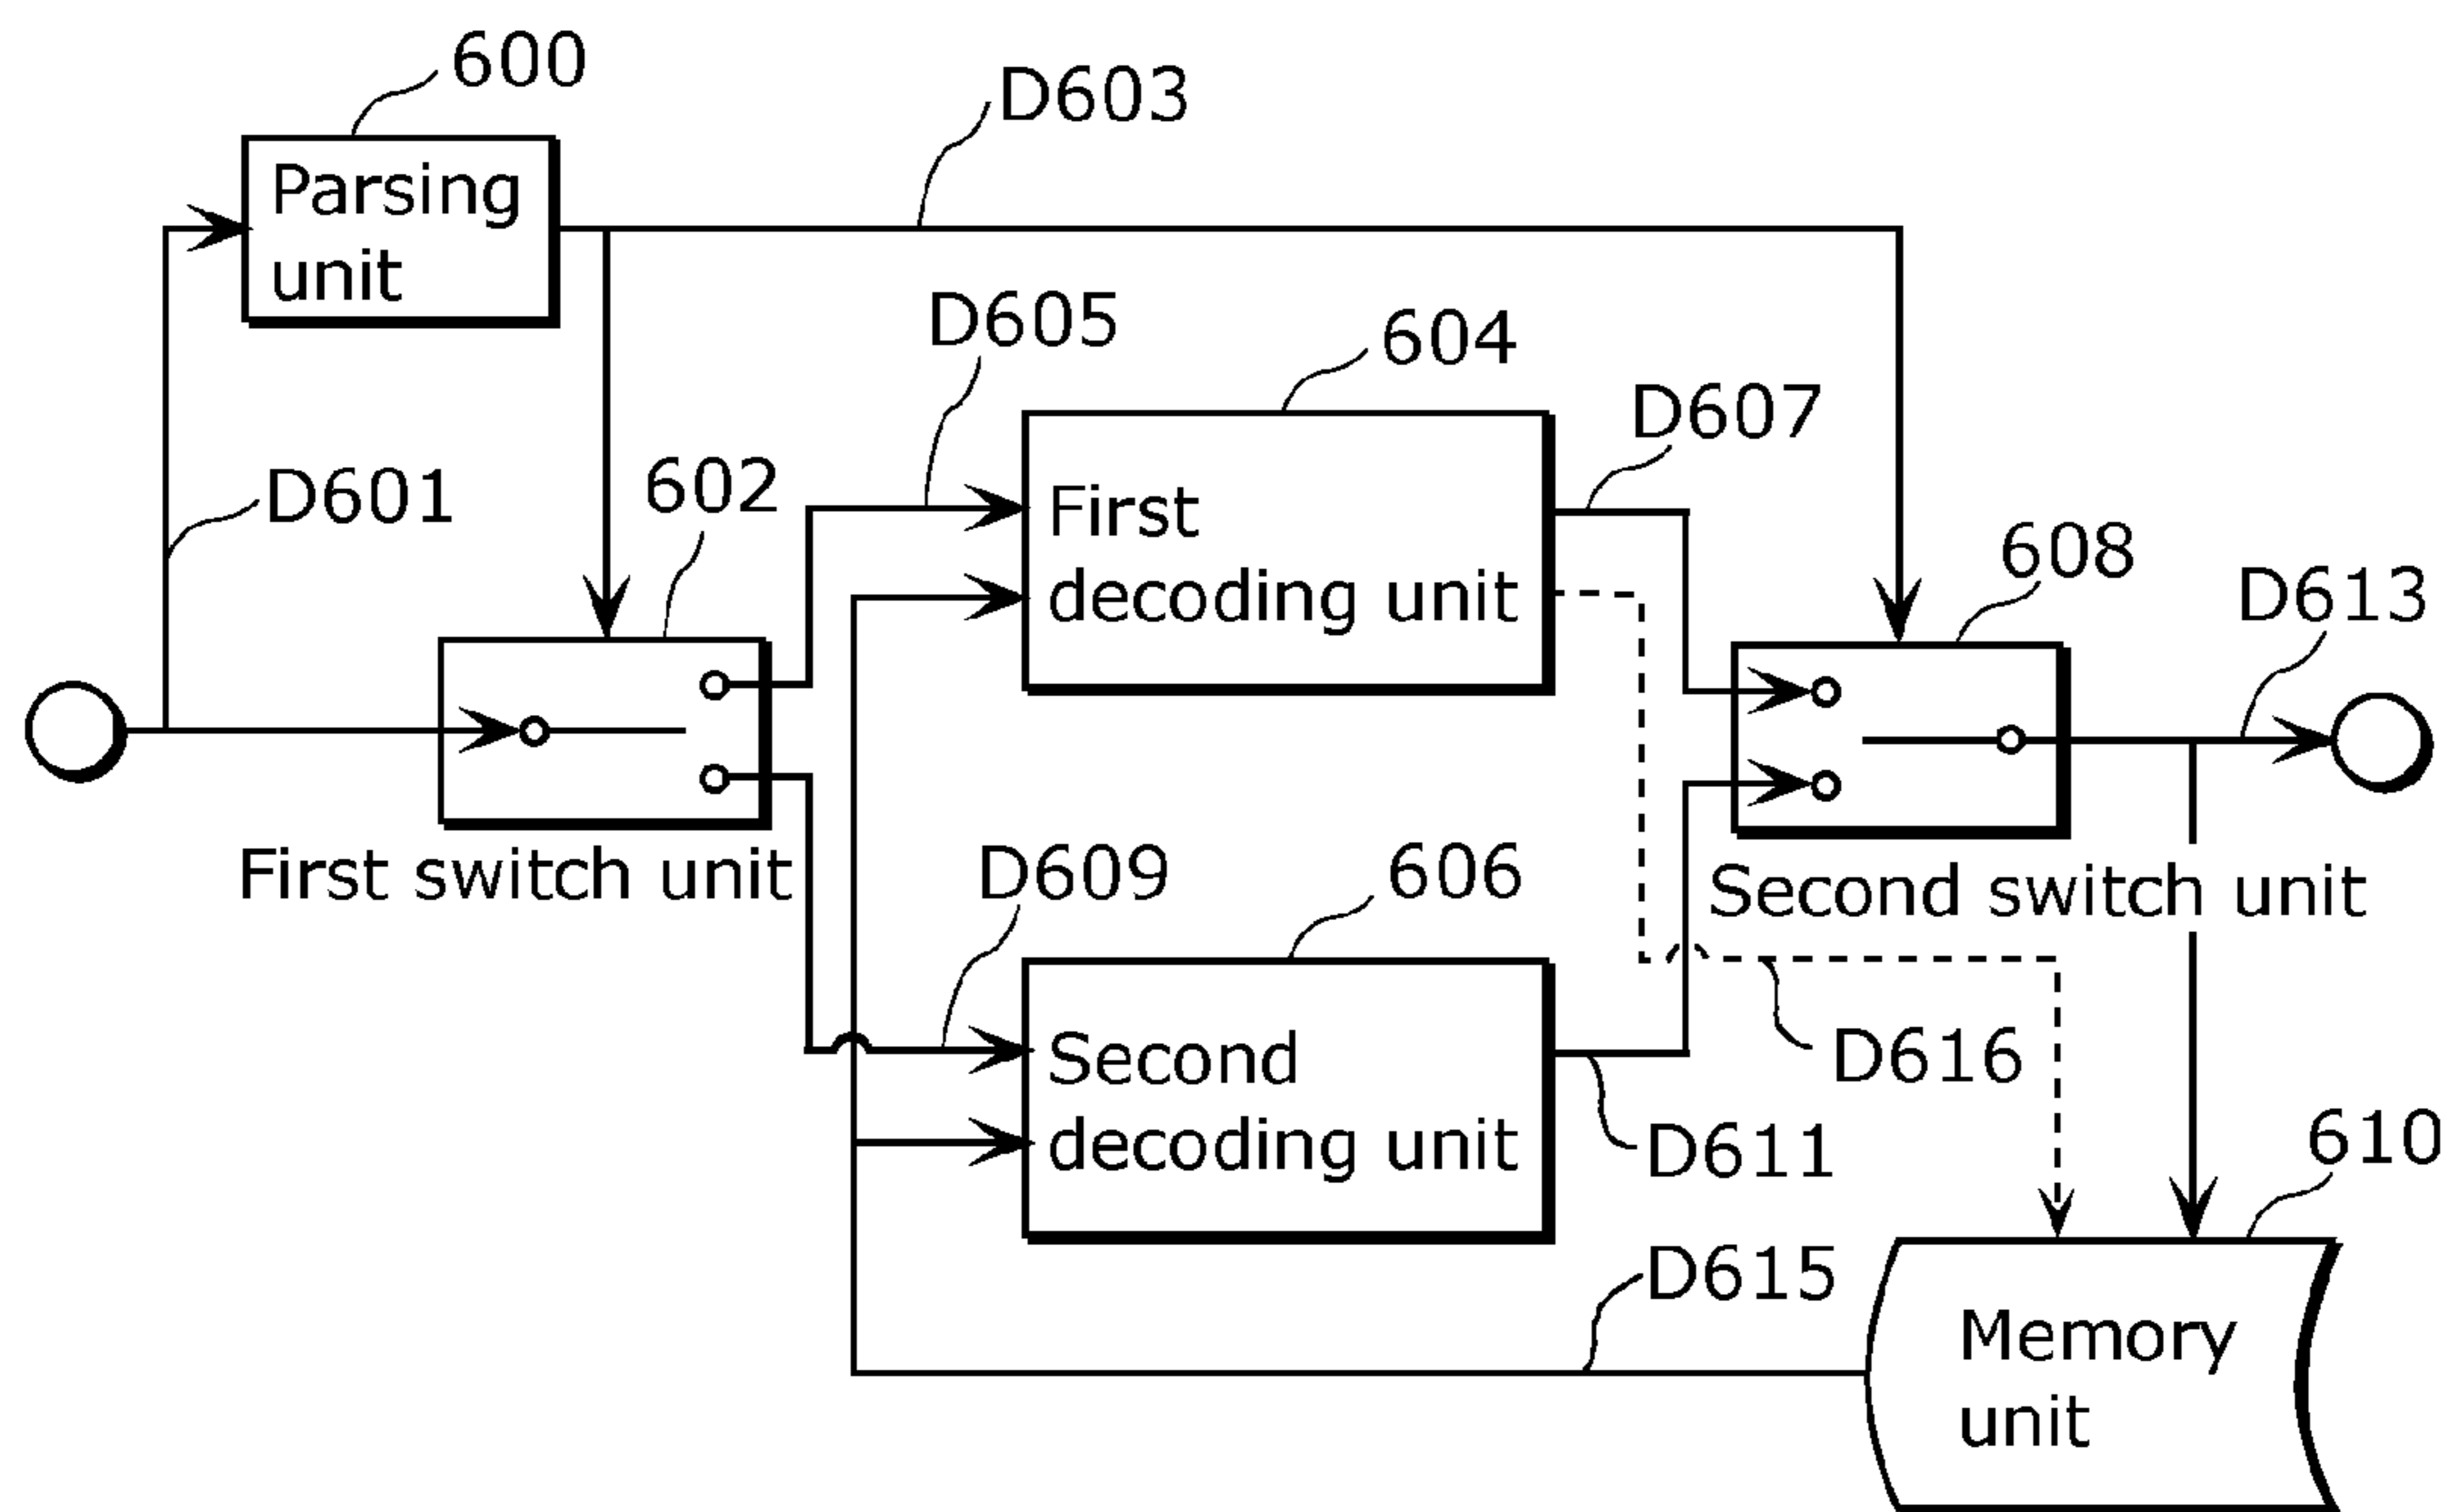 600
D603
Parsing
unit
D605
604
D607
D601
602
First
decoding unit
608
D613
First switch unit
D609
606
Second switch unit
Second
decoding unit
D616
D611
610
D615
Memory
unit